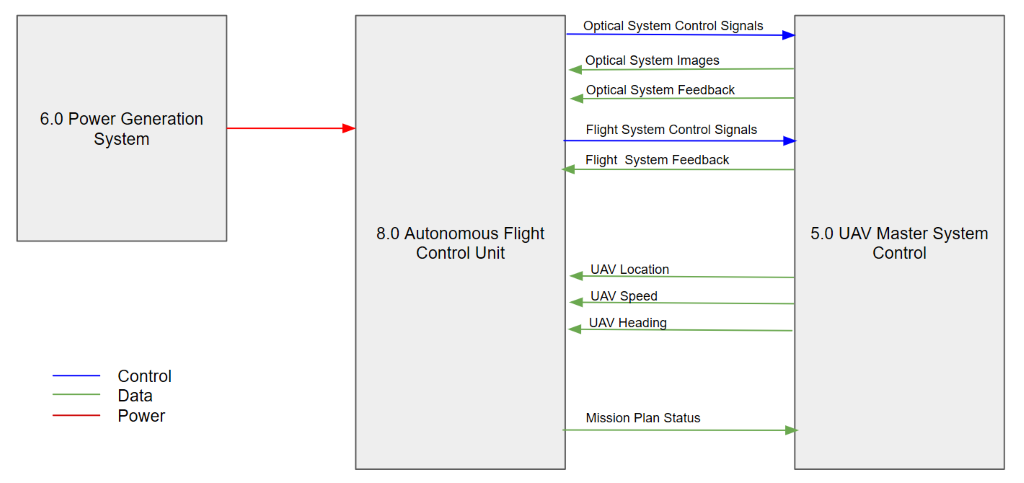 6.0 Power Generation
System
8.0 Autonomous Flight
Control Unit
5.0 UAV Master System
Control
Optical System Control Signals
Optical System Images
Optical System Feedback
Flight System Control Signals
Flight  System Feedback
UAV Location
UAV Speed
UAV Heading
Mission Plan Status
Control
Data
Power